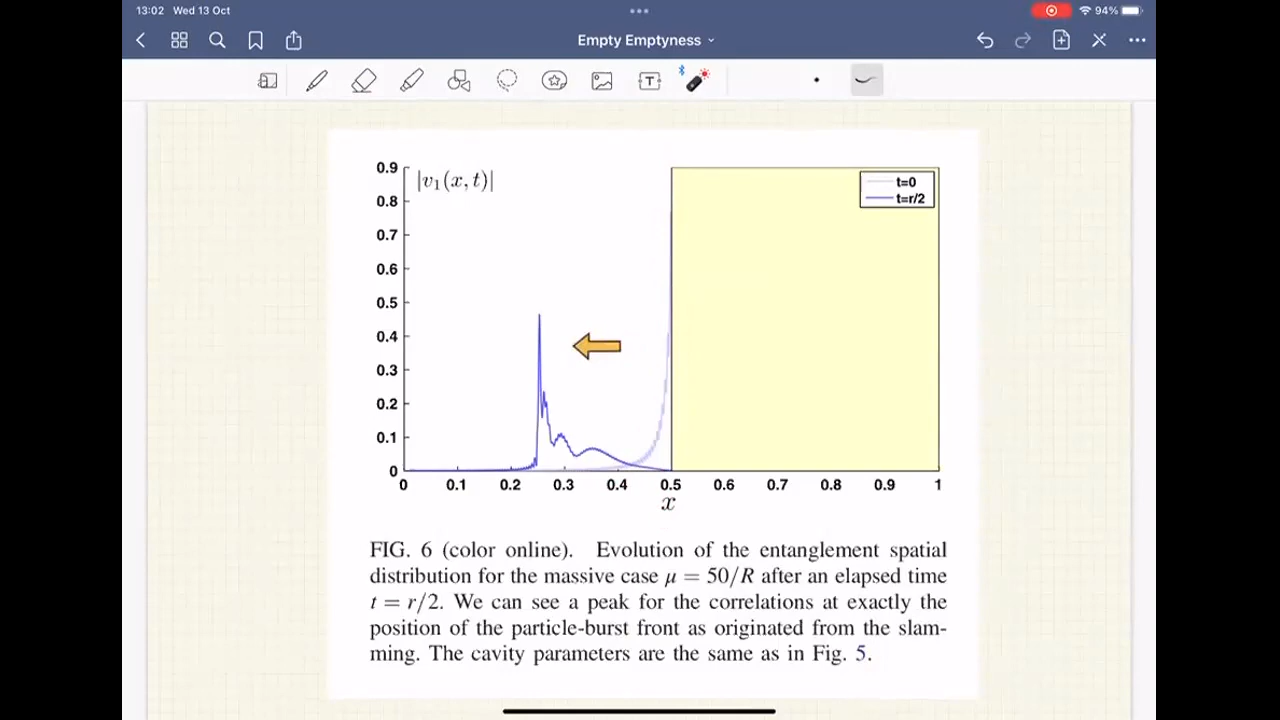 13:02 Wed 13 Oct
94%
Empty Emptyness
T
0.9
|v₁(x, t)|
t=0
t=r/2
0.8
0.7
0.6
0.5
0.4
0.3
0.2
0.1
0
0 0.1 0.2 0.3 0.4 0.5 0.6 0.7 0.8 0.9 1
x
FIG. 6 (color online). Evolution of the entanglement spatial
distribution for the massive case μ = 50/R after an elapsed time
t = r/2. We can see a peak for the correlations at exactly the
position of the particle-burst front as originated from the slam-
ming. The cavity parameters are the same as in Fig. 5.